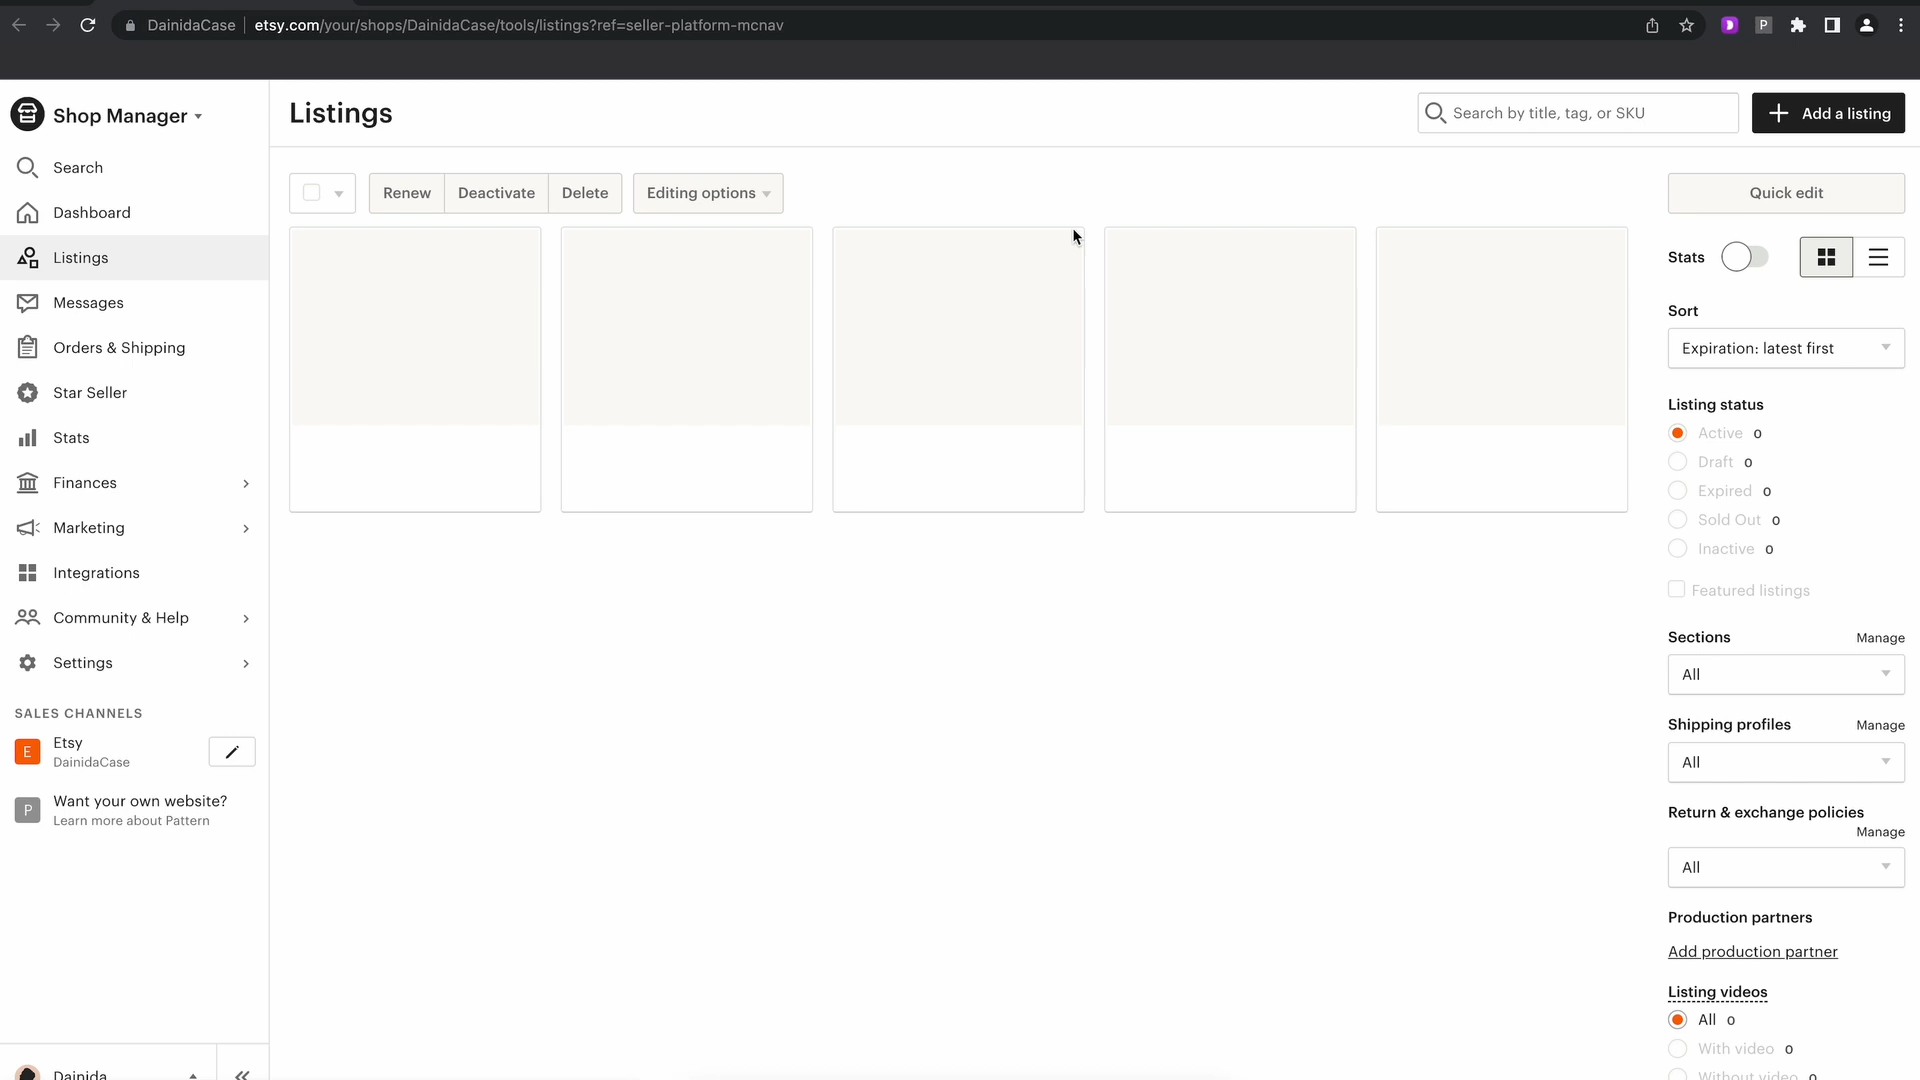 DainidaCase
etsy.com/your/shops/DainidaCase/tools/listings?ref=seller-platform-mcnav
P
Shop Manager
Search
Dashboard
Listings
Messages
Orders & Shipping
Star Seller
Stats
Finances
Marketing
Integrations
Community & Help
Settings
SALES CHANNELS
E
Etsy
DainidaCase
P
Want your own website?
Learn more about Pattern
Dainida
Listings
Search by title, tag, or SKU
Add a listing
Renew
Deactivate
Delete
Editing options
Quick edit
Stats
Sort
Expiration: latest first
Listing status
Active 0
Draft 0
Expired 0
Sold Out 0
Inactive 0
Featured listings
Sections
Manage
All
Shipping profiles
Manage
All
Return & exchange policies
Manage
All
Production partners
Add production partner
Listing videos
All 0
With video 0
Without video 0